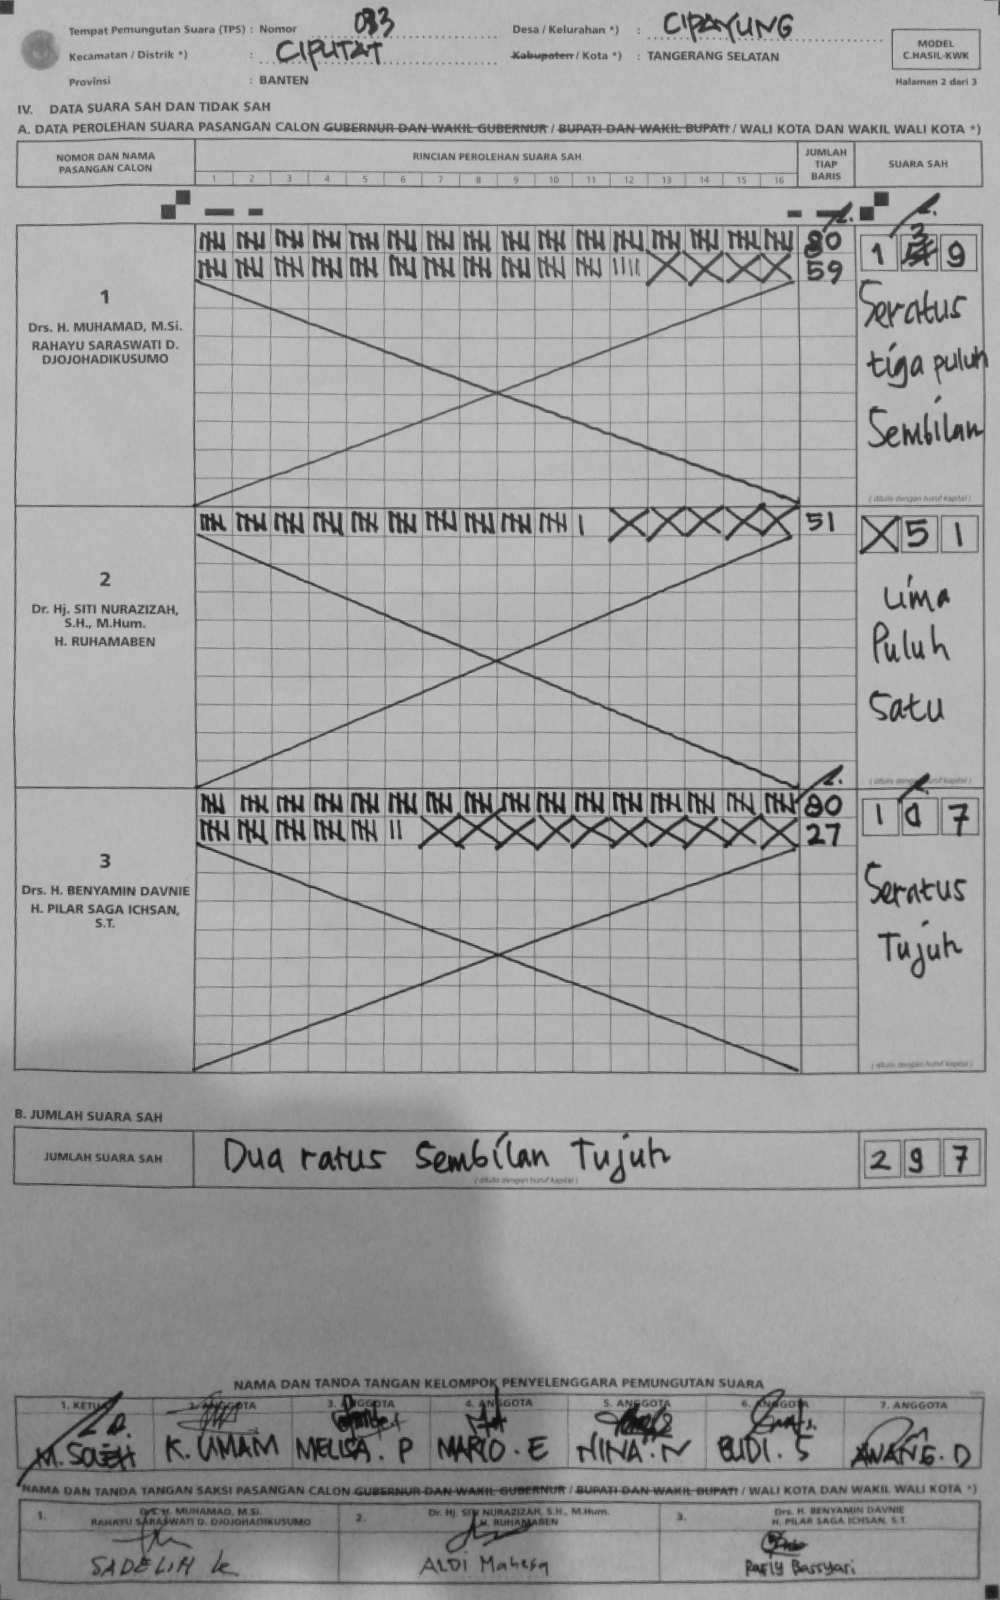 Tempat Pemungutan Suara (TPS) : Nomor 033 Desa / Kelurahan *) : CIPAYUNG
Kecamatan / Distrik *) : CIPUTAT Kabupaten / Kota *) : TANGERANG SELATAN
Provinsi : BANTEN
MODEL
C.HASIL-KWK
Halaman 2 dari 3
IV. DATA SUARA SAH DAN TIDAK SAH
A. DATA PEROLEHAN SUARA PASANGAN CALON GUBERNUR DAN WAKIL GUBERNUR / BUPATI DAN WAKIL BUPATI / WALI KOTA DAN WAKIL WALI KOTA *)
NOMOR DAN NAMA
PASANGAN CALON
RINCIAN PEROLEHAN SUARA SAH
1 2 3 4 5 6 7 8 9 10 11 12 13 14 15 16
JUMLAH
TIAP
BARIS
SUARA SAH
1
Drs. H. MUHAMAD, M.Si.
RAHAYU SARASWATI D.
DJOJOHADIKUSUMO
80
59
1 3 9
Seratus
tiga puluh
Sembilan
( ditulis dengan huruf kapital )
2
Dr. Hj. SITI NURAZIZAH,
S.H., M.Hum.
H. RUHAMABEN
51
X 5 1
Lima
Puluh
Satu
( ditulis dengan huruf kapital )
3
Drs. H. BENYAMIN DAVNIE
H. PILAR SAGA ICHSAN,
S.T.
80
27
1 0 7
Seratus
Tujuh
( ditulis dengan huruf kapital )
B. JUMLAH SUARA SAH
JUMLAH SUARA SAH
Dua ratus Sembilan Tujuh
( ditulis dengan huruf kapital )
2 9 7
NAMA DAN TANDA TANGAN KELOMPOK PENYELENGGARA PEMUNGUTAN SUARA
1. KETUA 2. ANGGOTA 3. ANGGOTA 4. ANGGOTA 5. ANGGOTA 6. ANGGOTA 7. ANGGOTA
M. SOLEH K. UMAM MELISA . P MARIO . E NINA . N BUDI . S AWANG . D
NAMA DAN TANDA TANGAN SAKSI PASANGAN CALON GUBERNUR DAN WAKIL GUBERNUR / BUPATI DAN WAKIL BUPATI / WALI KOTA DAN WAKIL WALI KOTA *)
1. Drs. H. MUHAMAD, M.Si.
RAHAYU SARASWATI D. DJOJOHADIKUSUMO
SADELIH
2. Dr. Hj. SITI NURAZIZAH, S.H., M.Hum.
H. RUHAMABEN
ALDI Mahesa
3. Drs. H. BENYAMIN DAVNIE
H. PILAR SAGA ICHSAN, S.T.
Rafly Bassyari